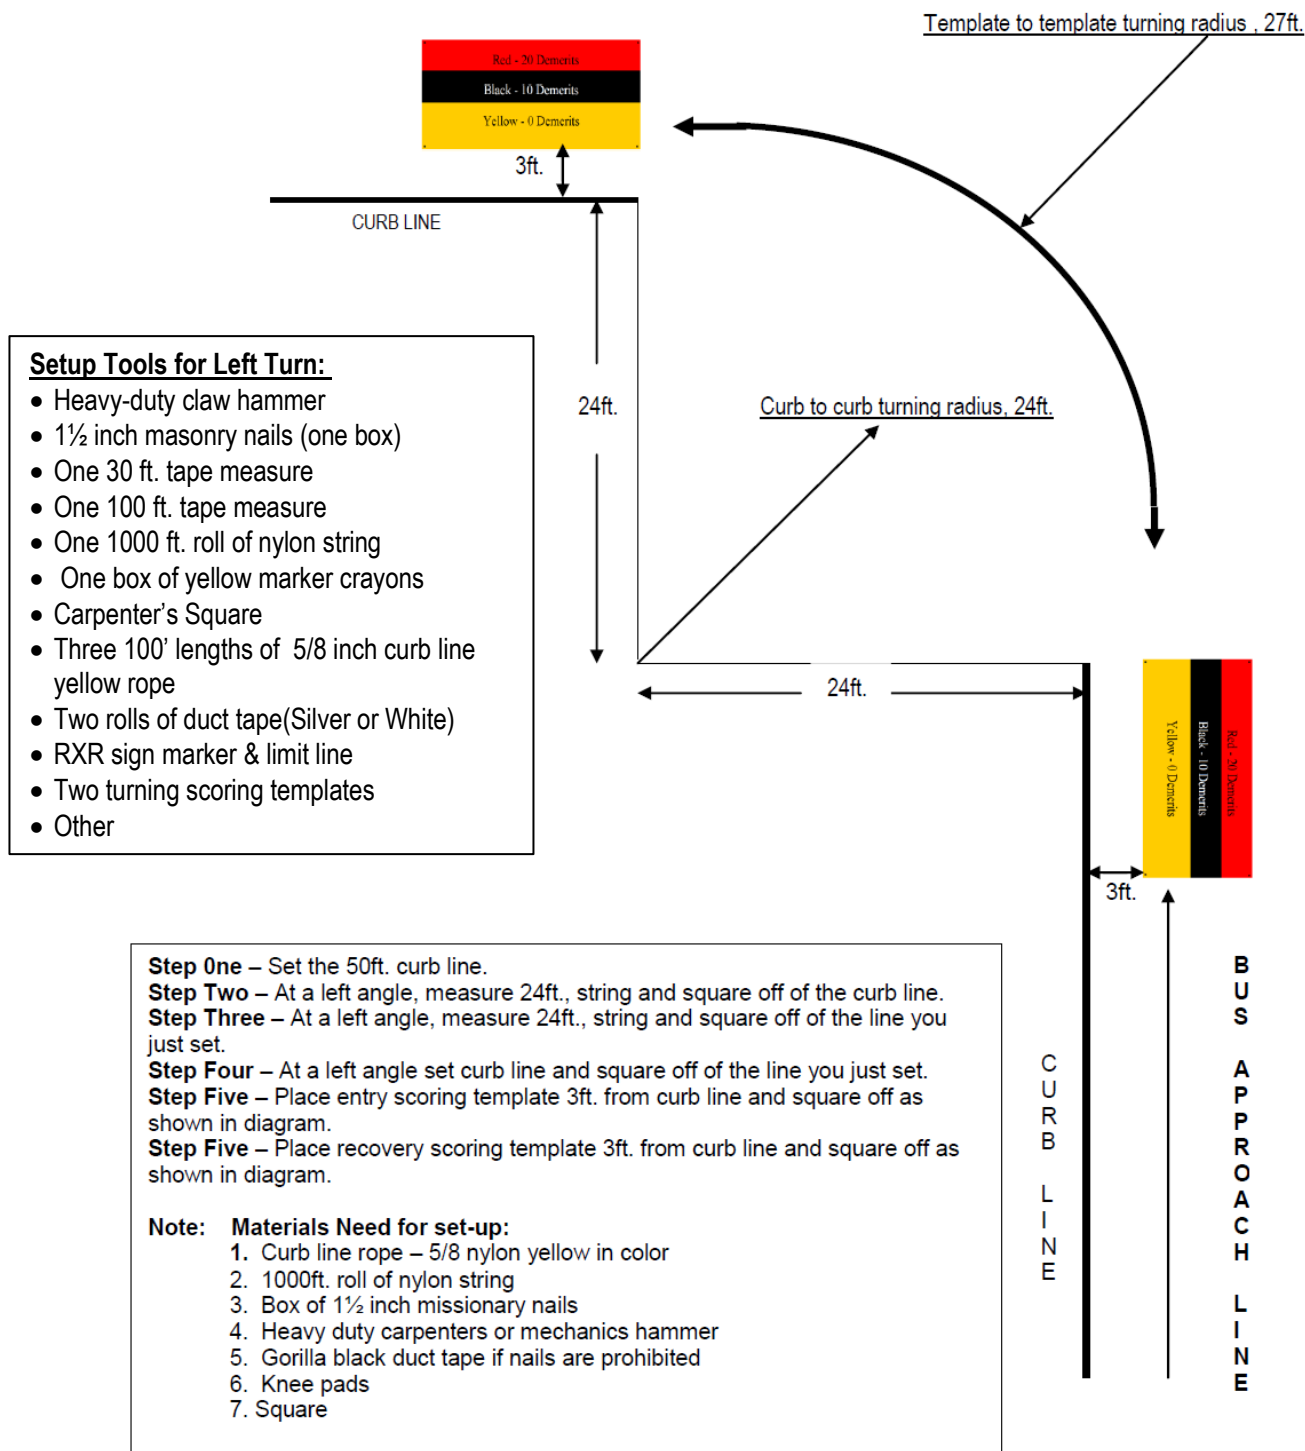 Template to template turning radius , 27ft.
Red - 20 Demerits
Black - 10 Demerits
Yellow - 0 Demerits
3ft.
CURB LINE
Setup Tools for Left Turn:
• Heavy-duty claw hammer
• 1½ inch masonry nails (one box)
• One 30 ft. tape measure
• One 100 ft. tape measure
• One 1000 ft. roll of nylon string
• One box of yellow marker crayons
• Carpenter’s Square
• Three 100’ lengths of 5/8 inch curb line
yellow rope
• Two rolls of duct tape(Silver or White)
• RXR sign marker & limit line
• Two turning scoring templates
• Other
24ft.
Curb to curb turning radius, 24ft.
24ft.
Yellow - 0 Demerits
Black - 10 Demerits
Red - 20 Demerits
3ft.
Step 0ne – Set the 50ft. curb line.
Step Two – At a left angle, measure 24ft., string and square off of the curb line.
Step Three – At a left angle, measure 24ft., string and square off of the line you
just set.
Step Four – At a left angle set curb line and square off of the line you just set.
Step Five – Place entry scoring template 3ft. from curb line and square off as
shown in diagram.
Step Five – Place recovery scoring template 3ft. from curb line and square off as
shown in diagram.
Note: Materials Need for set-up:
1. Curb line rope – 5/8 nylon yellow in color
2. 1000ft. roll of nylon string
3. Box of 1½ inch missionary nails
4. Heavy duty carpenters or mechanics hammer
5. Gorilla black duct tape if nails are prohibited
6. Knee pads
7. Square
CURB LINE
BUS APPROACH LINE